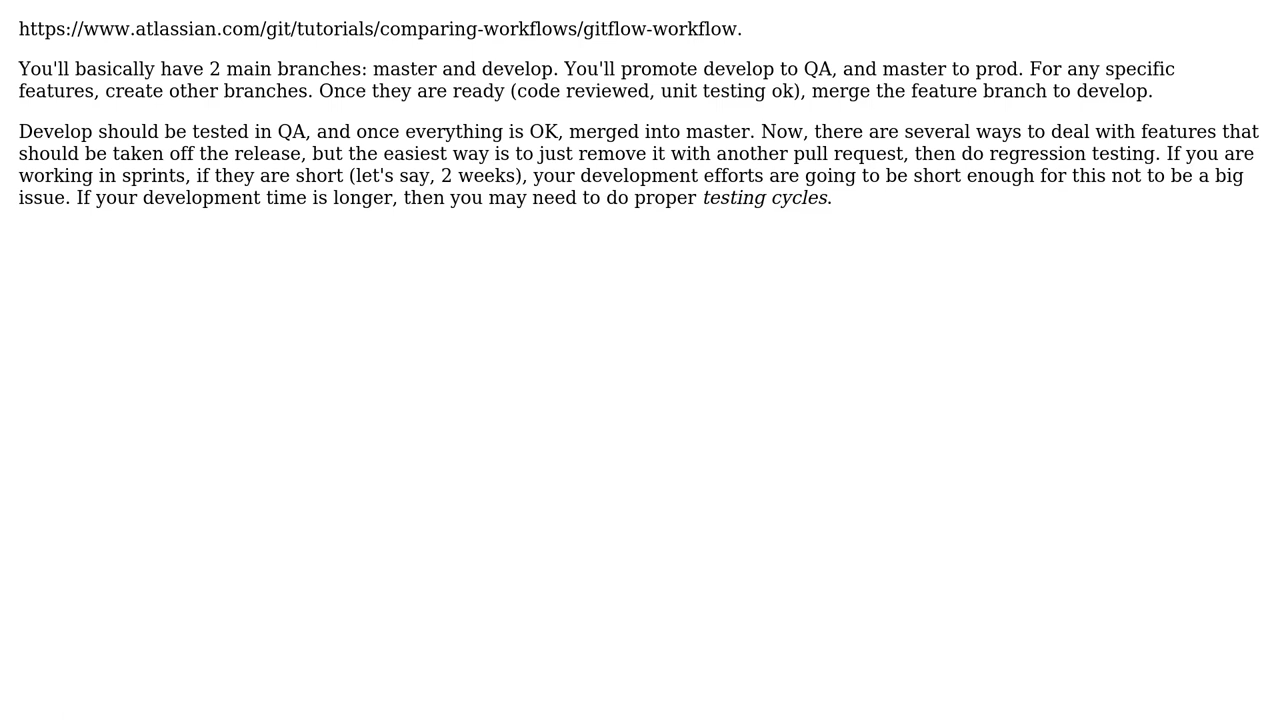 https://www.atlassian.com/git/tutorials/comparing-workflows/gitflow-workflow.
You'll basically have 2 main branches: master and develop. You'll promote develop to QA, and master to prod. For any specific
features, create other branches. Once they are ready (code reviewed, unit testing ok), merge the feature branch to develop.
Develop should be tested in QA, and once everything is OK, merged into master. Now, there are several ways to deal with features that
should be taken off the release, but the easiest way is to just remove it with another pull request, then do regression testing. If you are
working in sprints, if they are short (let's say, 2 weeks), your development efforts are going to be short enough for this not to be a big
issue. If your development time is longer, then you may need to do proper testing cycles.